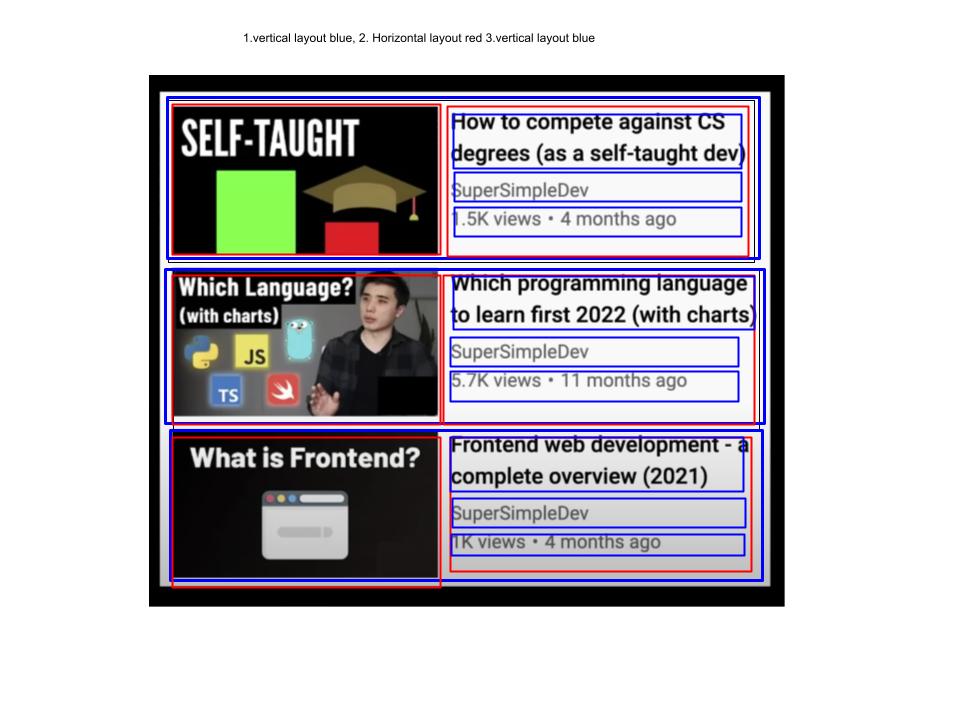 1.vertical layout blue, 2. Horizontal layout red 3.vertical layout blue
SELF-TAUGHT
How to compete against CS
degrees (as a self-taught dev)
SuperSimpleDev
1.5K views • 4 months ago
Which Language?
(with charts)
JS
TS
Which programming language
to learn first 2022 (with charts)
SuperSimpleDev
5.7K views • 11 months ago
What is Frontend?
Frontend web development - a
complete overview (2021)
SuperSimpleDev
1K views • 4 months ago